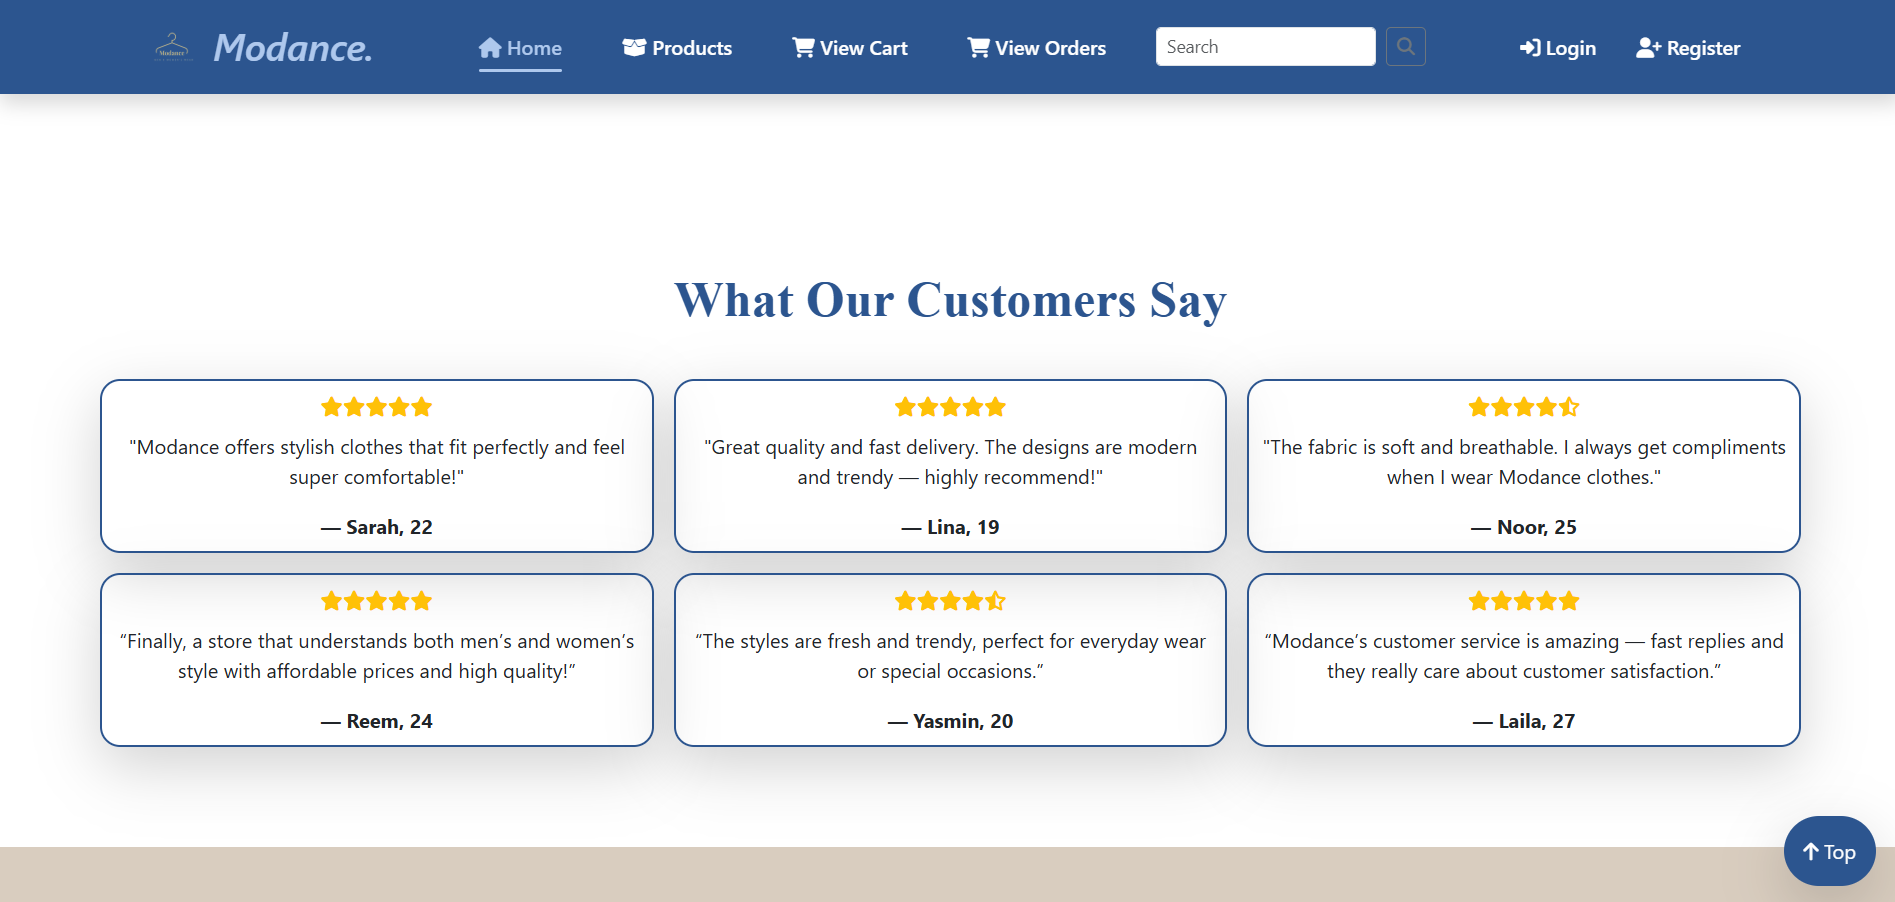 Modance
Modance.
Home
Products
View Cart
View Orders
Search
Login
Register
What Our Customers Say
"Modance offers stylish clothes that fit perfectly and feel
super comfortable!"
— Sarah, 22
"Great quality and fast delivery. The designs are modern
and trendy — highly recommend!"
— Lina, 19
"The fabric is soft and breathable. I always get compliments
when I wear Modance clothes."
— Noor, 25
“Finally, a store that understands both men’s and women’s
style with affordable prices and high quality!”
— Reem, 24
“The styles are fresh and trendy, perfect for everyday wear
or special occasions.”
— Yasmin, 20
“Modance’s customer service is amazing — fast replies and
they really care about customer satisfaction.”
— Laila, 27
Top